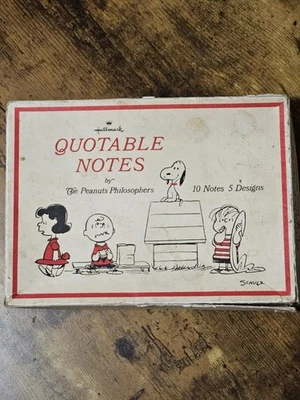 Hallmark
QUOTABLE
NOTES
by
The Peanuts Philosophers
10 Notes 5 Designs
SCHULZ